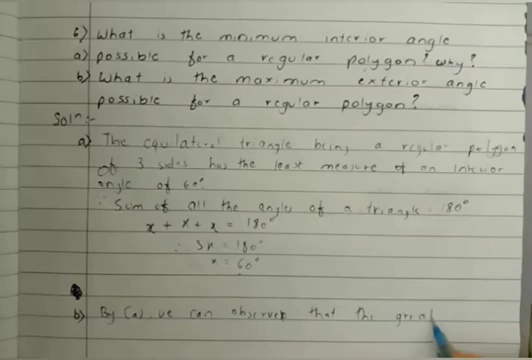 6) What is the minimum interior angle
a) possible for a regular polygon? Why?
b) What is the maximum exterior angle
possible for a regular polygon?
Soln:-
a) The equilateral triangle being a regular polygon
of 3 sides has the least measure of an interior
angle of 60°.
∴ Sum of all the angles of a triangle = 180°
x + x + x = 180°
∴ 3x = 180°
x = 60°
b) By (a), we can observe that the great